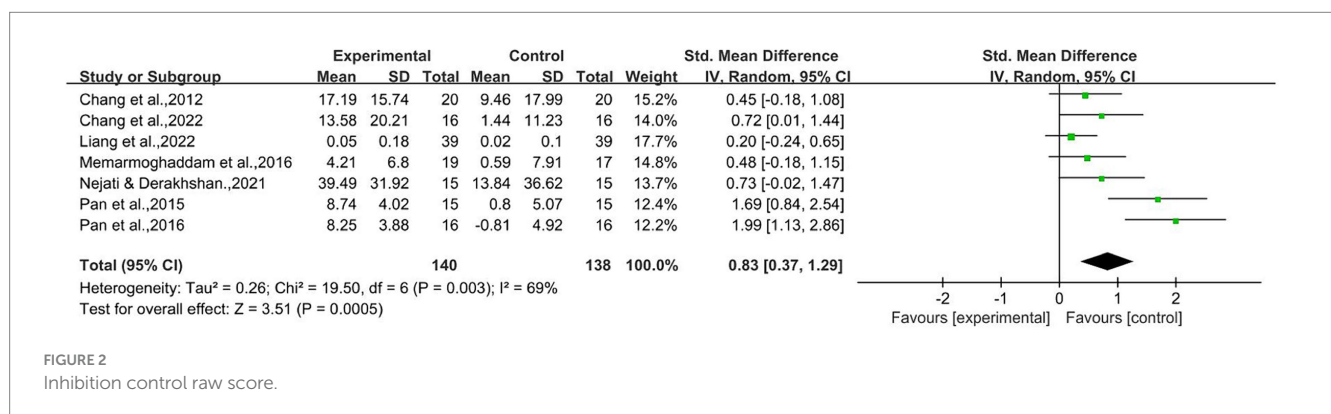 Experimental Control Std. Mean Difference Std. Mean Difference
Study or Subgroup Mean SD Total Mean SD Total Weight IV, Random, 95% CI IV, Random, 95% CI
Chang et al.,2012 17.19 15.74 20 9.46 17.99 20 15.2% 0.45 [-0.18, 1.08]
Chang et al.,2022 13.58 20.21 16 1.44 11.23 16 14.0% 0.72 [0.01, 1.44]
Liang et al.,2022 0.05 0.18 39 0.02 0.1 39 17.7% 0.20 [-0.24, 0.65]
Memarmoghaddam et al.,2016 4.21 6.8 19 0.59 7.91 17 14.8% 0.48 [-0.18, 1.15]
Nejati & Derakhshan.,2021 39.49 31.92 15 13.84 36.62 15 13.7% 0.73 [-0.02, 1.47]
Pan et al.,2015 8.74 4.02 15 0.8 5.07 15 12.4% 1.69 [0.84, 2.54]
Pan et al.,2016 8.25 3.88 16 -0.81 4.92 16 12.2% 1.99 [1.13, 2.86]
Total (95% CI) 140 138 100.0% 0.83 [0.37, 1.29]
Heterogeneity: Tau² = 0.26; Chi² = 19.50, df = 6 (P = 0.003); I² = 69%
Test for overall effect: Z = 3.51 (P = 0.0005)
-2 -1 0 1 2
Favours [experimental] Favours [control]
FIGURE 2
Inhibition control raw score.